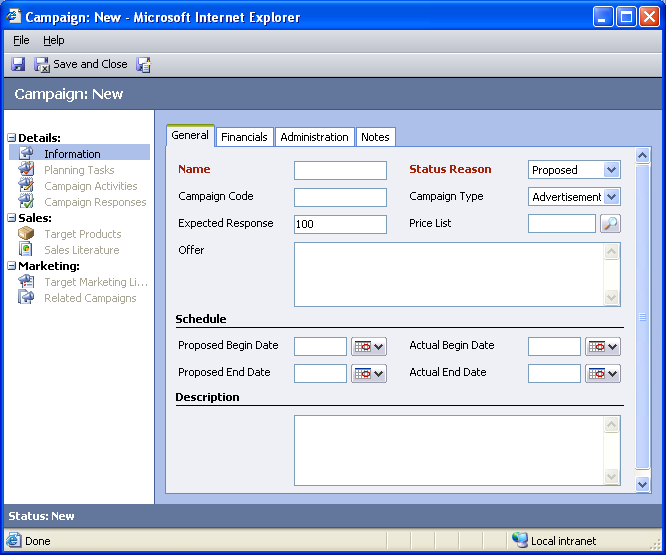 Campaign: New - Microsoft Internet Explorer
File Help
Save and Close
Campaign: New
Details:
Information
Planning Tasks
Campaign Activities
Campaign Responses
Sales:
Target Products
Sales Literature
Marketing:
Target Marketing Li...
Related Campaigns
General Financials Administration Notes
Name Status Reason Proposed
Campaign Code Campaign Type Advertisement
Expected Response 100 Price List
Offer
Schedule
Proposed Begin Date Actual Begin Date
Proposed End Date Actual End Date
Description
Status: New
Done Local intranet